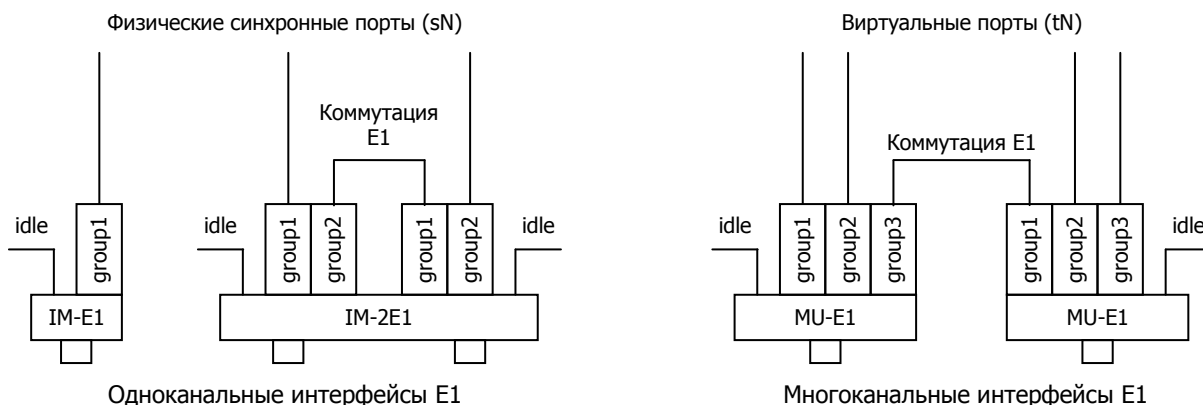 Физические синхронные порты (sN)
Виртуальные порты (tN)
Коммутация
E1
Коммутация E1
idle
group1
idle
group1
group2
group1
group2
idle
idle
group1
group2
group3
group1
group2
group3
idle
IM-E1
IM-2E1
MU-E1
MU-E1
Одноканальные интерфейсы E1
Многоканальные интерфейсы E1